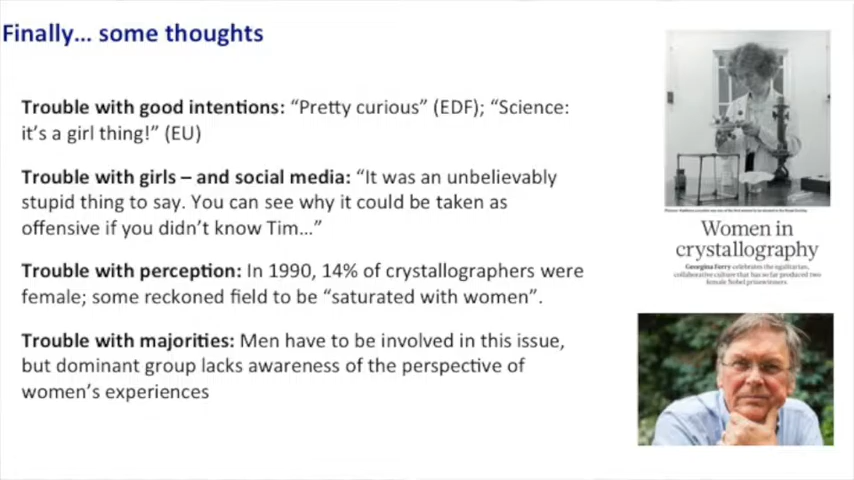 Finally… some thoughts
Trouble with good intentions: “Pretty curious” (EDF); “Science:
it’s a girl thing!” (EU)
Trouble with girls – and social media: “It was an unbelievably
stupid thing to say. You can see why it could be taken as
offensive if you didn’t know Tim…”
Trouble with perception: In 1990, 14% of crystallographers were
female; some reckoned field to be “saturated with women”.
Trouble with majorities: Men have to be involved in this issue,
but dominant group lacks awareness of the perspective of
women’s experiences
Women in
crystallography
Georgina Ferry celebrates the egalitarian,
collaborative culture that has so far produced two
female Nobel prizewinners.